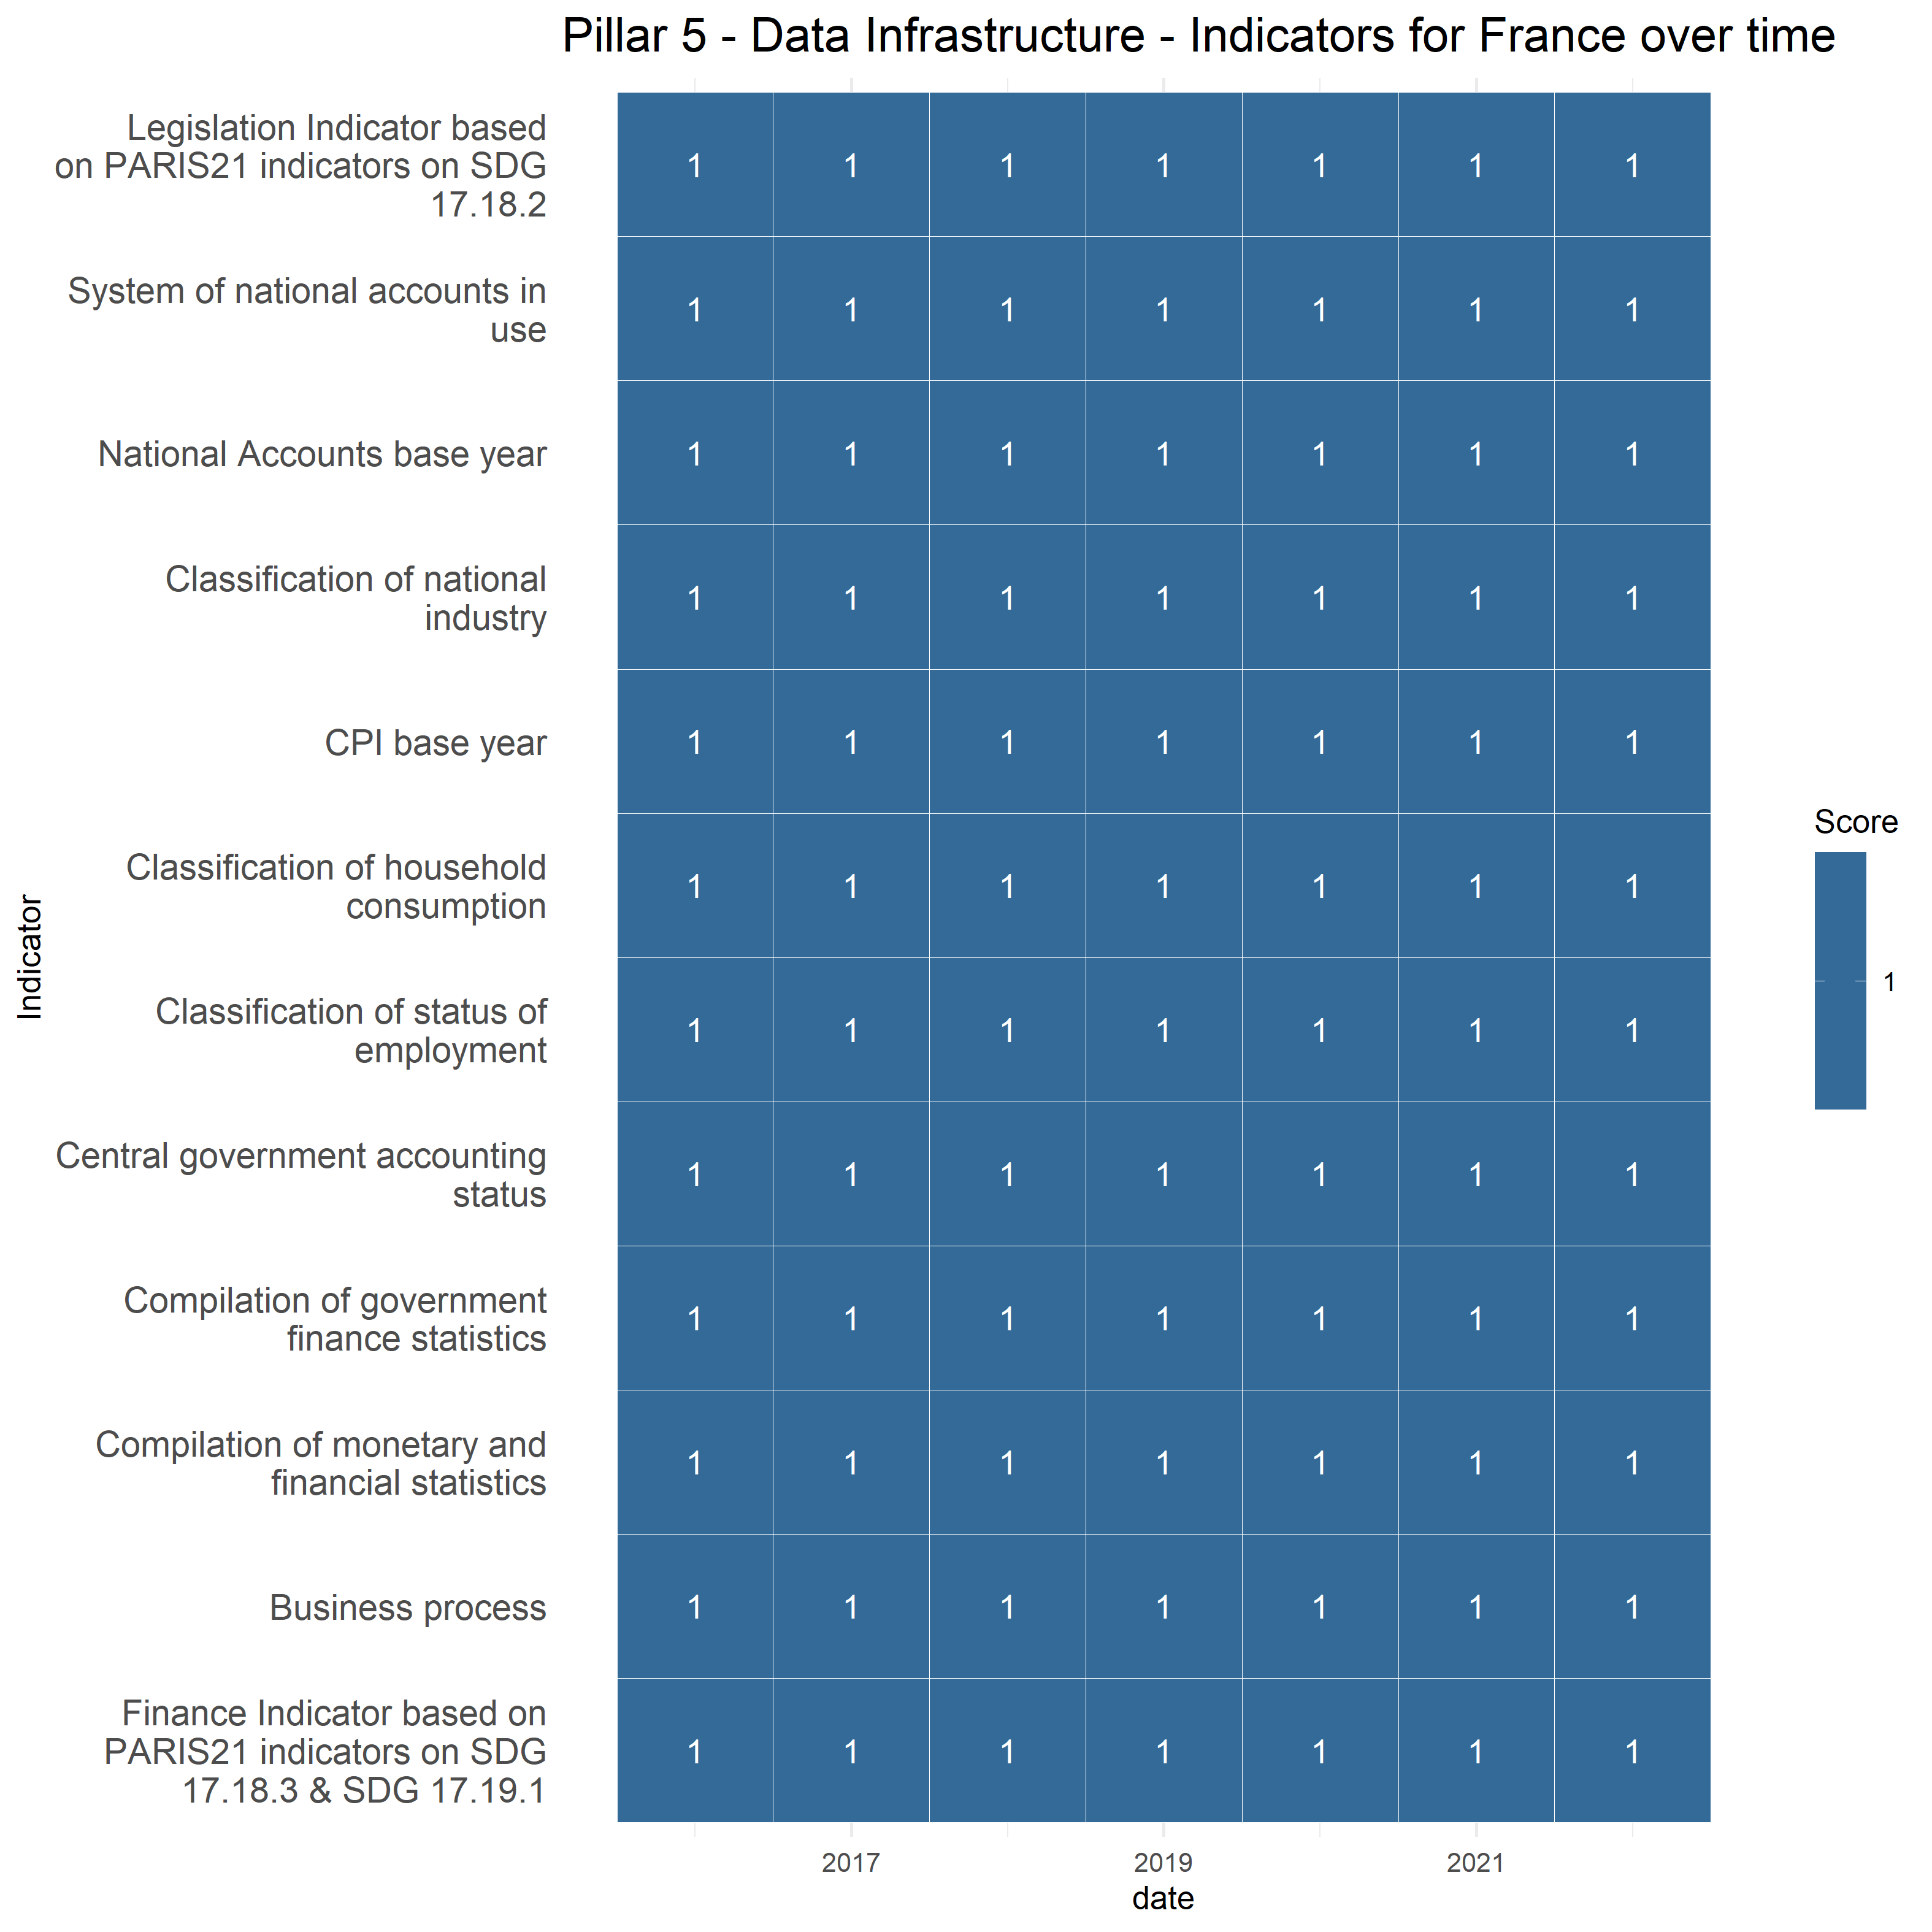 Pillar 5 - Data Infrastructure - Indicators for France over time
Legislation Indicator based
on PARIS21 indicators on SDG
17.18.2
1 1 1 1 1 1 1
System of national accounts in
use
1 1 1 1 1 1 1
National Accounts base year
1 1 1 1 1 1 1
Classification of national
industry
1 1 1 1 1 1 1
CPI base year
1 1 1 1 1 1 1
Classification of household
consumption
1 1 1 1 1 1 1
Classification of status of
employment
1 1 1 1 1 1 1
Central government accounting
status
1 1 1 1 1 1 1
Compilation of government
finance statistics
1 1 1 1 1 1 1
Compilation of monetary and
financial statistics
1 1 1 1 1 1 1
Business process
1 1 1 1 1 1 1
Finance Indicator based on
PARIS21 indicators on SDG
17.18.3 & SDG 17.19.1
1 1 1 1 1 1 1
2017 2019 2021
date
Indicator
Score
1